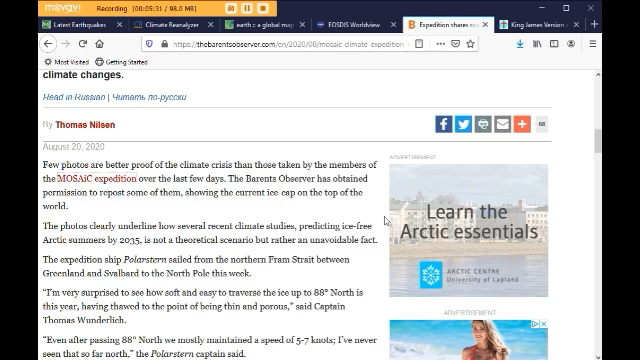 movavi Recording (00:05:31 | 98.0 MB)
Latest Earthquakes
Climate Reanalyzer
earth :: a global map
EOSDIS Worldview
Expedition shares se
King James Version -
https://thebarentsobserver.com/en/2020/08/mosaic-climate-expedition
Most Visited
Getting Started
climate changes.
Read in Russian | Читать по-русски
By Thomas Nilsen
68
August 20, 2020
Few photos are better proof of the climate crisis than those taken by the members of
the MOSAiC expedition over the last few days. The Barents Observer has obtained
permission to repost some of them, showing the current ice-cap on the top of the
world.
The photos clearly underline how several recent climate studies, predicting ice-free
Arctic summers by 2035, is not a theoretical scenario but rather an unavoidable fact.
The expedition ship Polarstern sailed from the northern Fram Strait between
Greenland and Svalbard to the North Pole this week.
“I’m very surprised to see how soft and easy to traverse the ice up to 88° North is
this year, having thawed to the point of being thin and porous,” said Captain
Thomas Wunderlich.
“Even after passing 88° North we mostly maintained a speed of 5-7 knots; I’ve never
seen that so far north,” the Polarstern captain said.
ADVERTISEMENT
Learn the
Arctic essentials
ARCTIC CENTRE
University of Lapland
ADVERTISEMENT